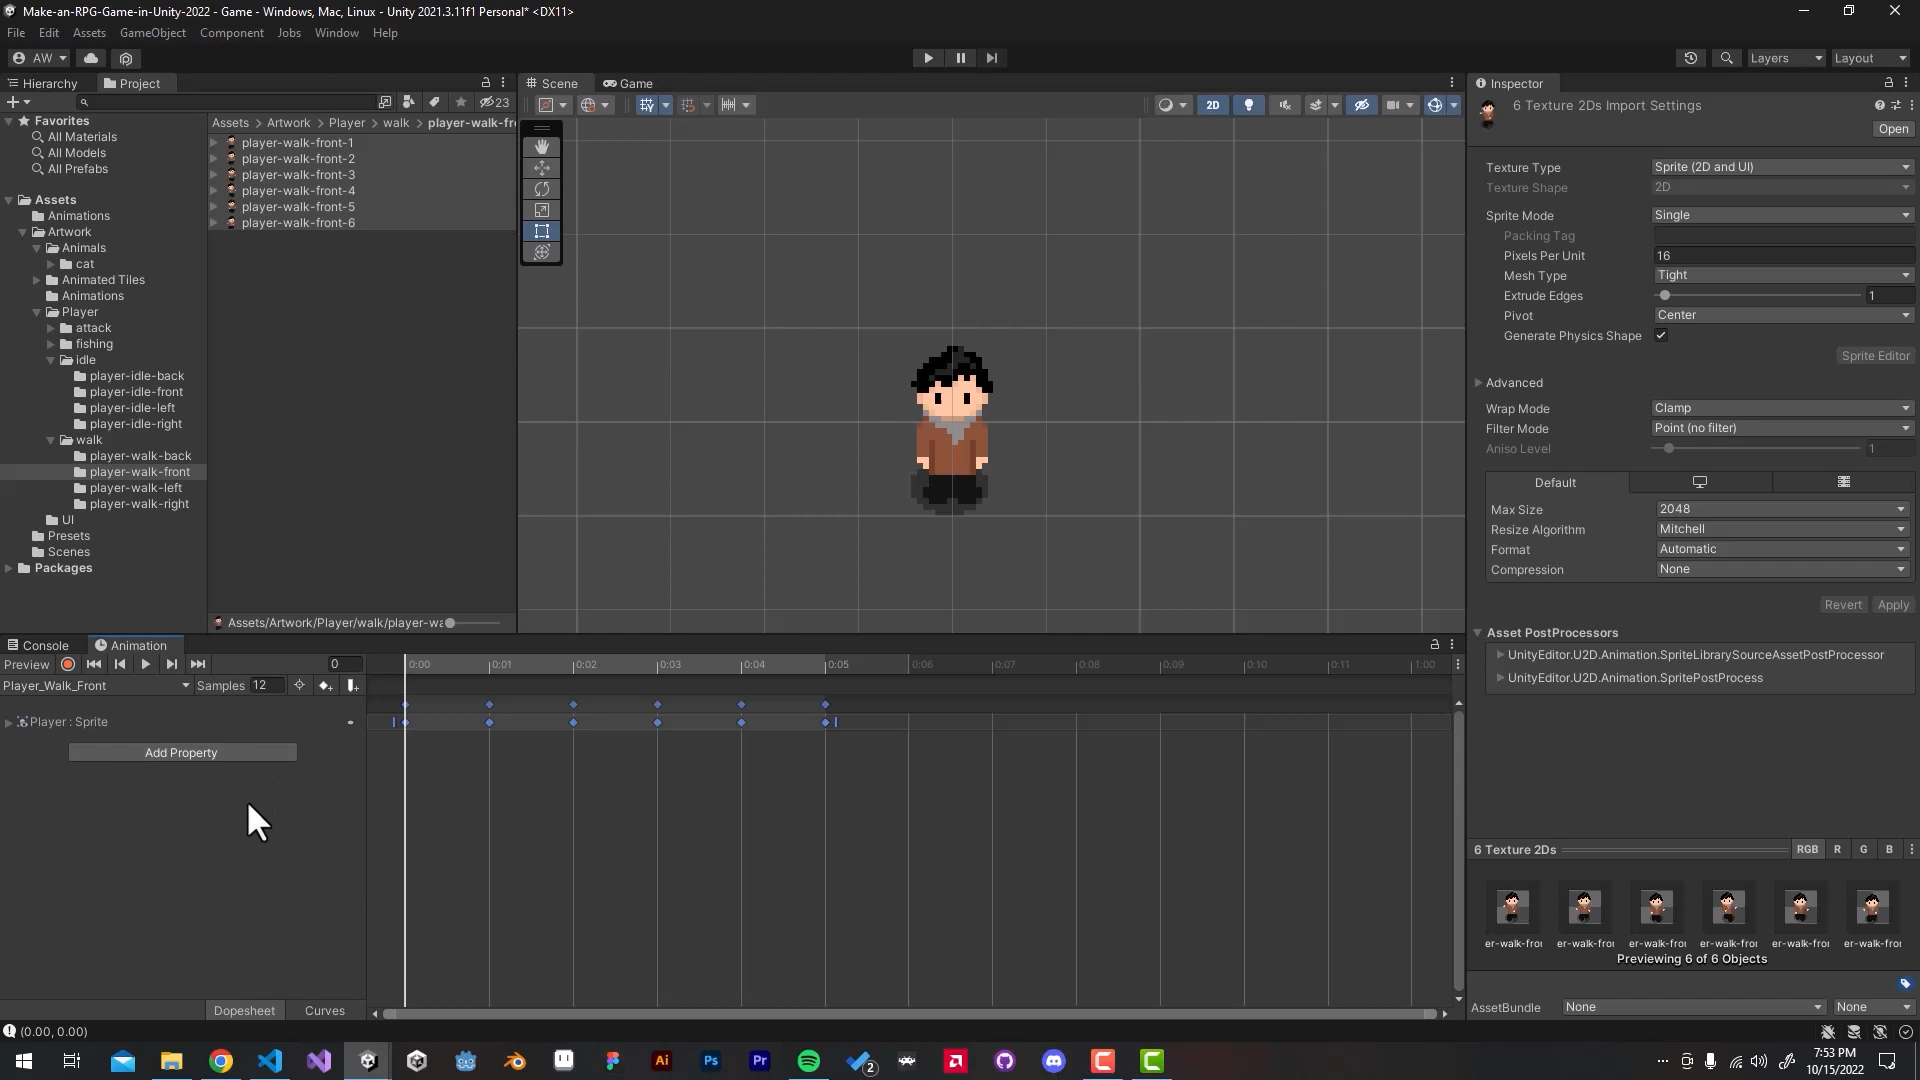 Make-an-RPG-Game-in-Unity-2022 - Game - Windows, Mac, Linux - Unity 2021.3.11f1 Personal* <DX11>
File Edit Assets GameObject Component Jobs Window Help
AW Layers Layout
Hierarchy Project
23
Favorites
All Materials
All Models
All Prefabs
Assets
Animations
Artwork
Animals
cat
Animated Tiles
Animations
Player
attack
fishing
idle
player-idle-back
player-idle-front
player-idle-left
player-idle-right
walk
player-walk-back
player-walk-front
player-walk-left
player-walk-right
UI
Presets
Scenes
Packages
Assets > Artwork > Player > walk > player-walk-fr
player-walk-front-1
player-walk-front-2
player-walk-front-3
player-walk-front-4
player-walk-front-5
player-walk-front-6
Assets/Artwork/Player/walk/player-wa
Scene Game
2D
Inspector
6 Texture 2Ds Import Settings
Open
Texture Type Sprite (2D and UI)
Texture Shape 2D
Sprite Mode Single
Packing Tag
Pixels Per Unit 16
Mesh Type Tight
Extrude Edges 1
Pivot Center
Generate Physics Shape
Sprite Editor
Advanced
Wrap Mode Clamp
Filter Mode Point (no filter)
Aniso Level 1
Default
Max Size 2048
Resize Algorithm Mitchell
Format Automatic
Compression None
Revert Apply
Asset PostProcessors
UnityEditor.U2D.Animation.SpriteLibrarySourceAssetPostProcessor
UnityEditor.U2D.Animation.SpritePostProcess
6 Texture 2Ds RGB R G B
er-walk-fro er-walk-fro er-walk-fro er-walk-fro er-walk-fro er-walk-fro
Previewing 6 of 6 Objects
AssetBundle None None
Console Animation
Preview 0
0:00 0:01 0:02 0:03 0:04 0:05 0:06 0:07 0:08 0:09 0:10 0:11 1:00
Player_Walk_Front Samples 12
Player : Sprite
Add Property
Dopesheet Curves
(0.00, 0.00)
Ai Ps Pr 2
7:53 PM
10/15/2022